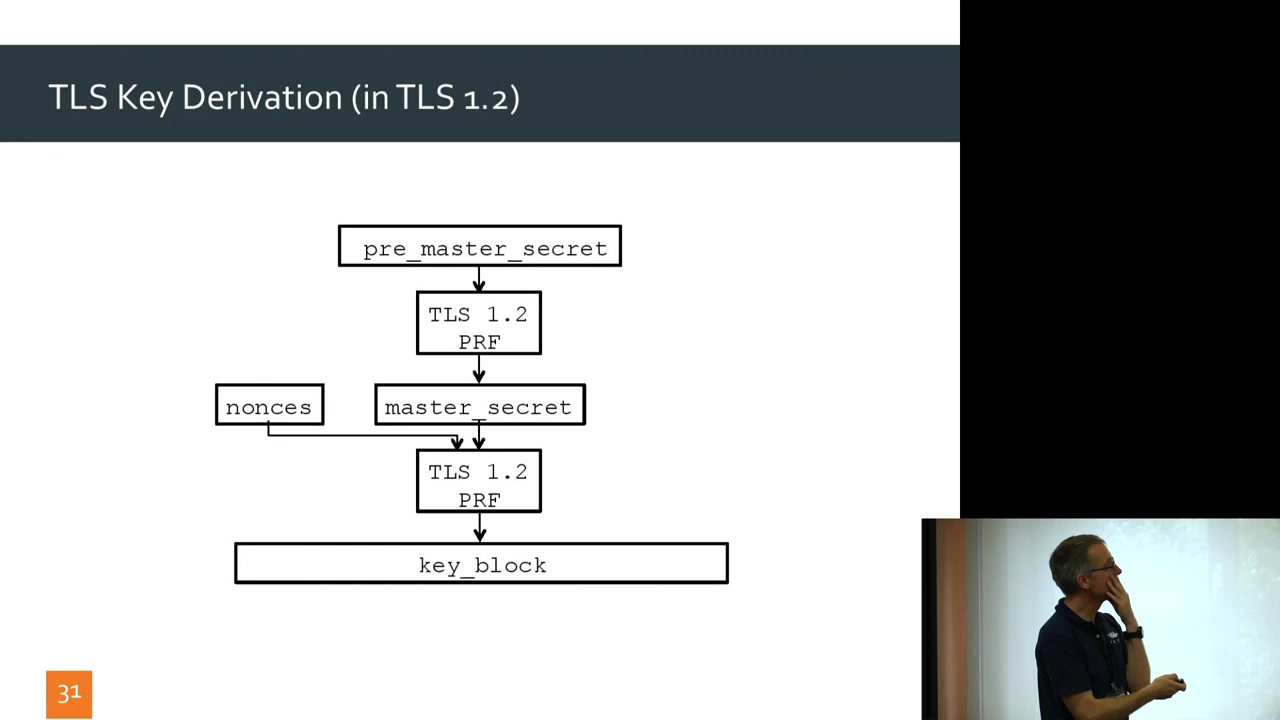 TLS Key Derivation (in TLS 1.2)
pre_master_secret
TLS 1.2
PRF
nonces
master_secret
TLS 1.2
PRF
key_block
31